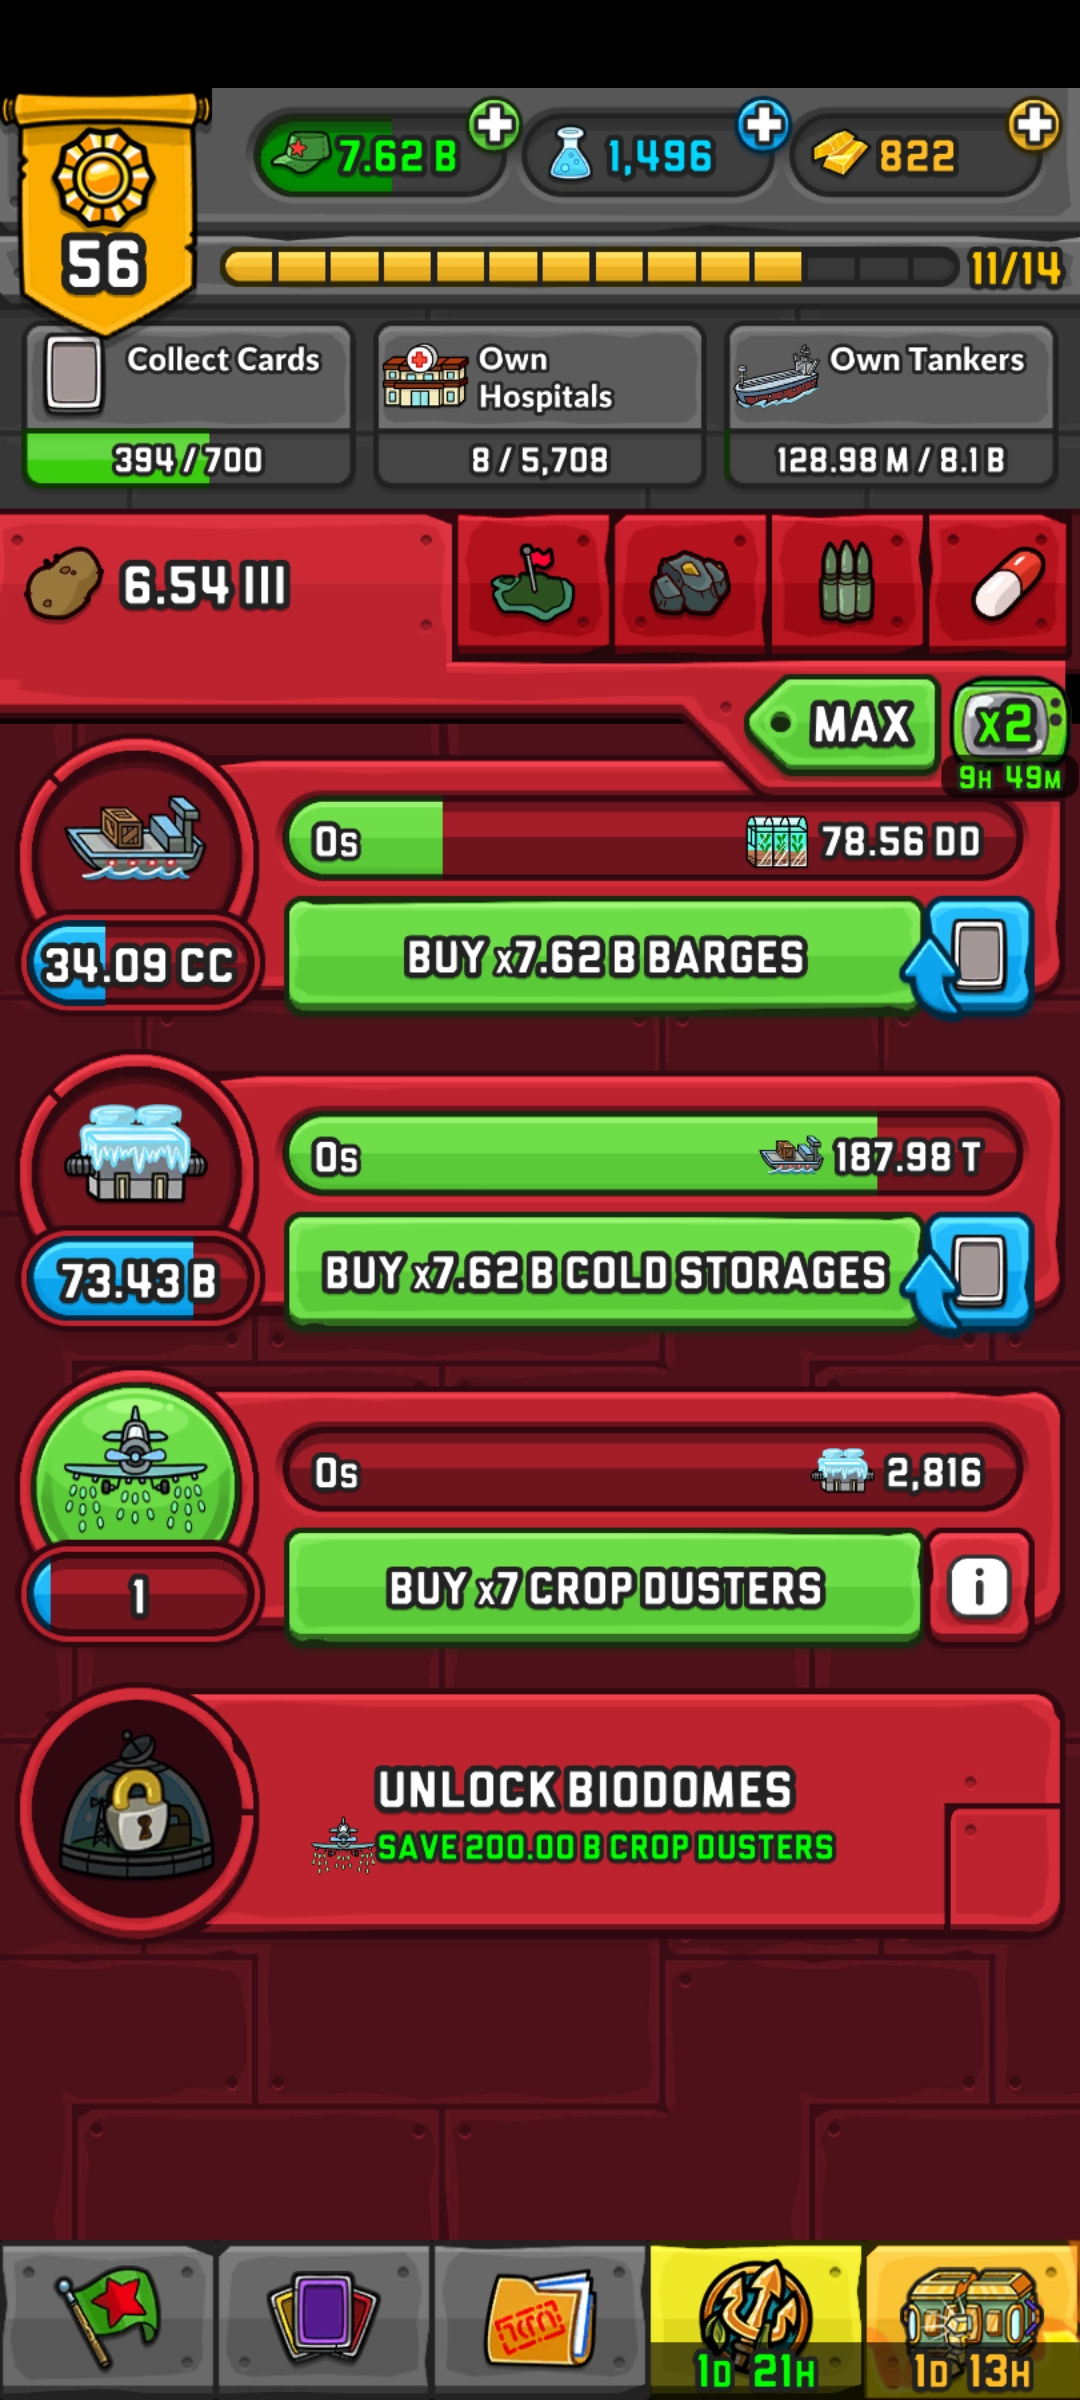 7.62 B
1,496
822
56
11/14
Collect Cards
394/700
Own
Hospitals
8/5,708
Own Tankers
128.98 M/8.1 B
6.54 III
MAX
x2
9H 49M
0s
78.56 DD
34.09 CC
BUY x7.62 B BARGES
0s
187.98 T
73.43 B
BUY x7.62 B COLD STORAGES
0s
2,816
1
BUY x7 CROP DUSTERS
i
UNLOCK BIODOMES
SAVE 200.00 B CROP DUSTERS
1D 21H
1D 13H